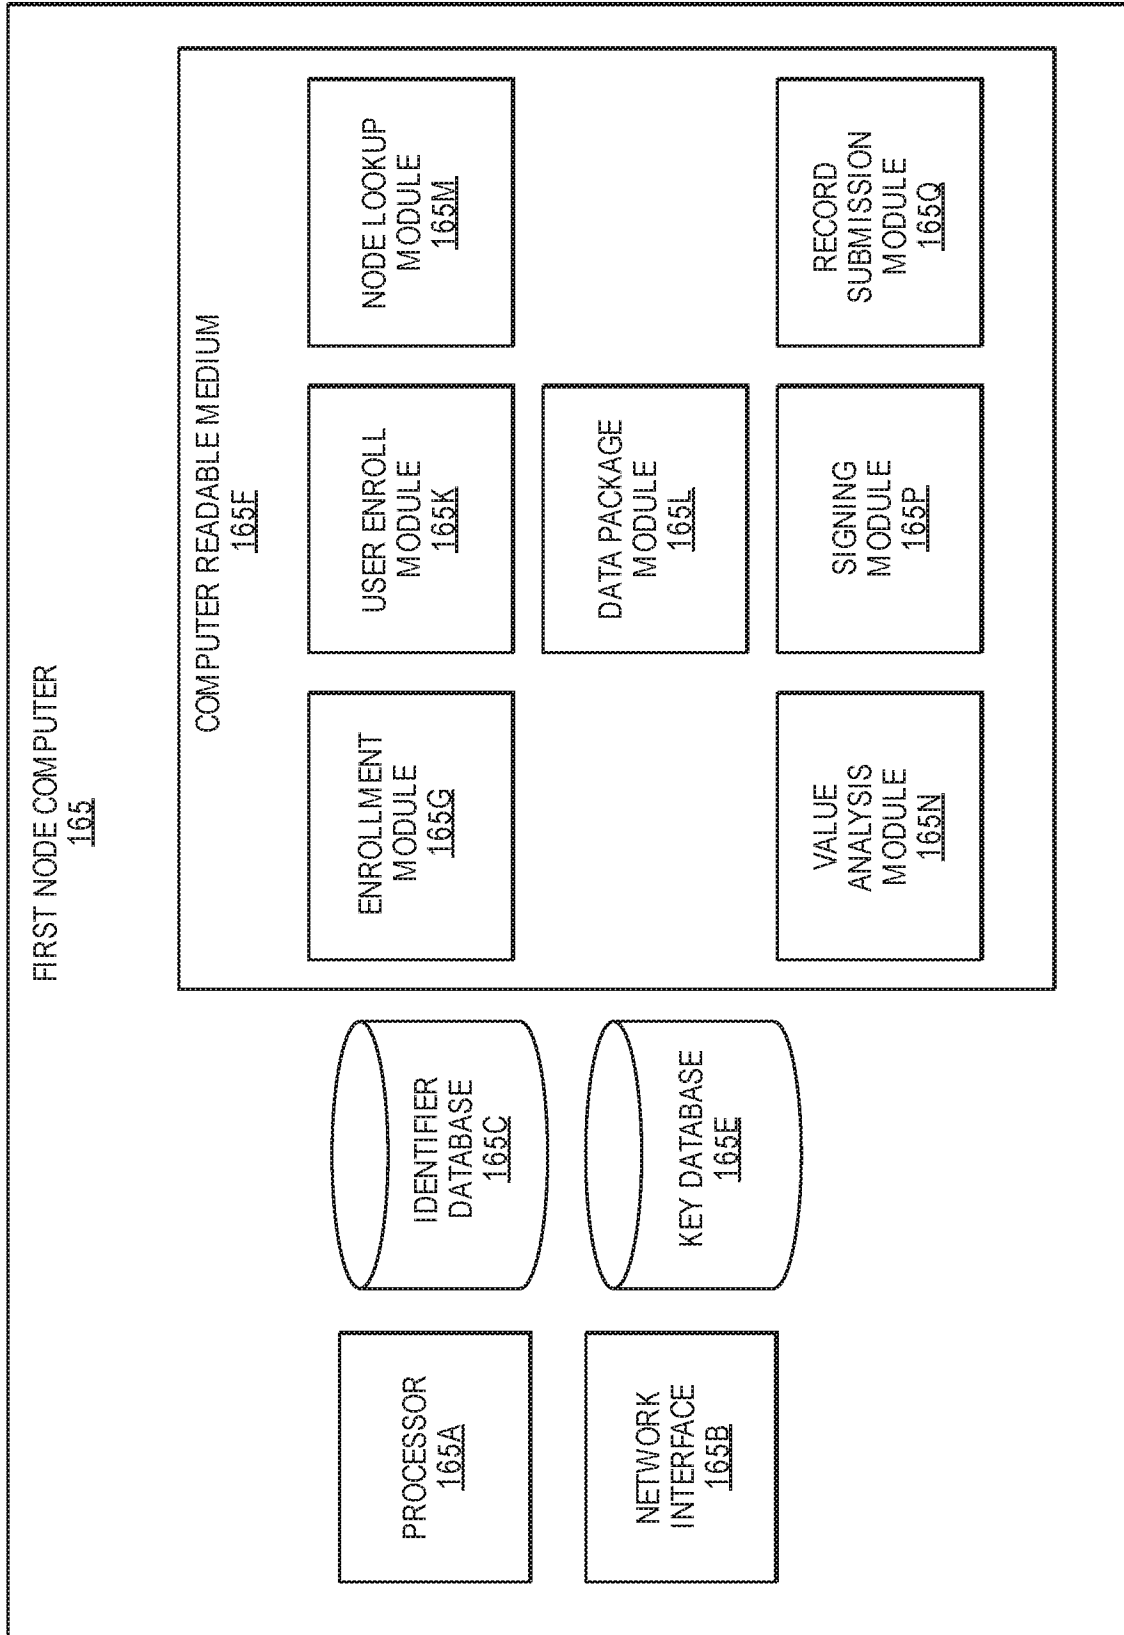 FIRST NODE COMPUTER
165
PROCESSOR
165A
NETWORK
INTERFACE
165B
IDENTIFIER
DATABASE
165C
KEY DATABASE
165E
COMPUTER READABLE MEDIUM
165F
ENROLLMENT
MODULE
165G
USER ENROLL
MODULE
165K
NODE LOOKUP
MODULE
165M
DATA PACKAGE
MODULE
165L
VALUE
ANALYSIS
MODULE
165N
SIGNING
MODULE
165P
RECORD
SUBMISSION
MODULE
165Q